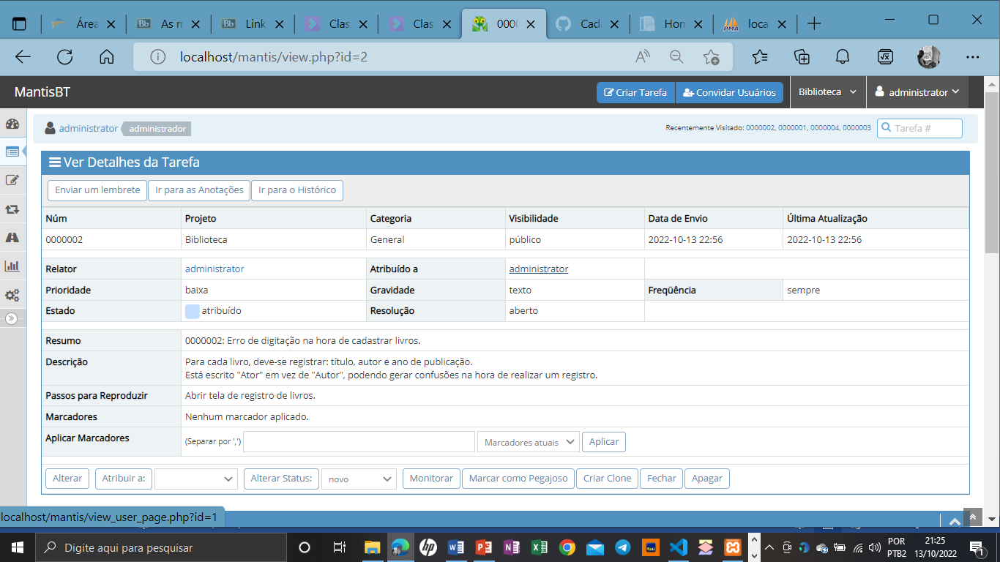 Área
Bb As m
Bb Link
Clas
Clas
0000
Cad
Hon
PMA loca
localhost/mantis/view.php?id=2
MantisBT
Criar Tarefa
Convidar Usuários
Biblioteca
administrator
administrator administrador
Recentemente Visitado: 0000002, 0000001, 0000004, 0000003
Tarefa #
Ver Detalhes da Tarefa
Enviar um lembrete Ir para as Anotações Ir para o Histórico
Núm Projeto Categoria Visibilidade Data de Envio Última Atualização
0000002 Biblioteca General público 2022-10-13 22:56 2022-10-13 22:56
Relator administrator Atribuído a administrator
Prioridade baixa Gravidade texto Freqüência sempre
Estado atribuído Resolução aberto
Resumo 0000002: Erro de digitação na hora de cadastrar livros.
Descrição Para cada livro, deve-se registrar: título, autor e ano de publicação.
Está escrito "Ator" em vez de "Autor", podendo gerar confusões na hora de realizar um registro.
Passos para Reproduzir Abrir tela de registro de livros.
Marcadores Nenhum marcador aplicado.
Aplicar Marcadores (Separar por ',') Marcadores atuais Aplicar
Alterar Atribuir a: Alterar Status: novo Monitorar Marcar como Pegajoso Criar Clone Fechar Apagar
localhost/mantis/view_user_page.php?id=1
Digite aqui para pesquisar
POR
PTB2
21:25
13/10/2022
1